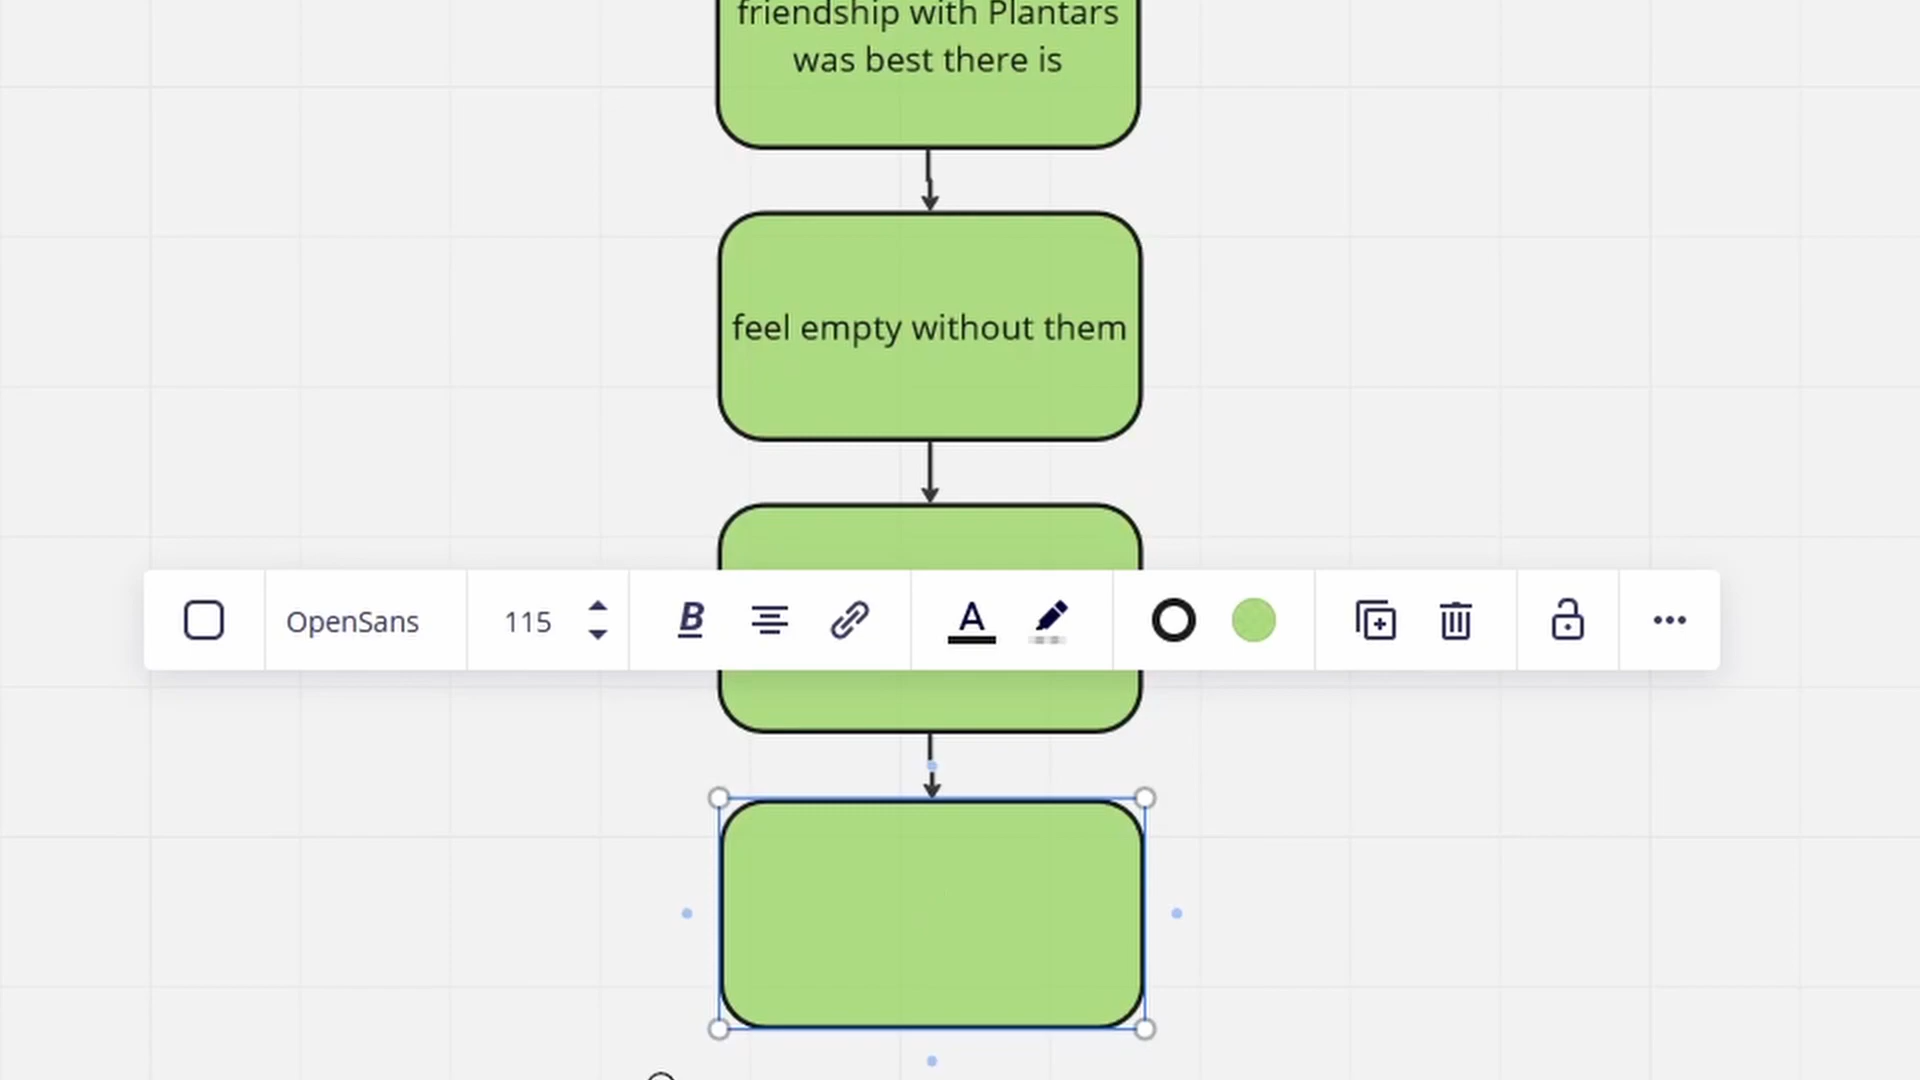 friendship with Plantars
was best there is
feel empty without them
OpenSans
115
B
A